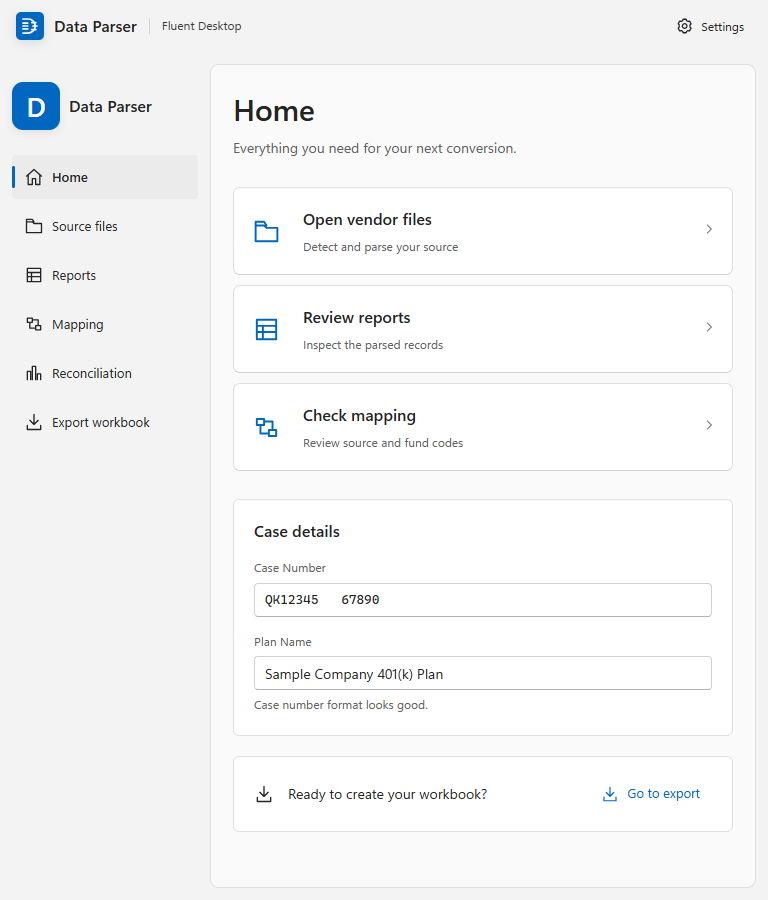 Data Parser
Fluent Desktop
Settings
D
Data Parser
Home
Source files
Reports
Mapping
Reconciliation
Export workbook
Home
Everything you need for your next conversion.
Open vendor files
Detect and parse your source
Review reports
Inspect the parsed records
Check mapping
Review source and fund codes
Case details
Case Number
QK12345   67890
Plan Name
Sample Company 401(k) Plan
Case number format looks good.
Ready to create your workbook?
Go to export